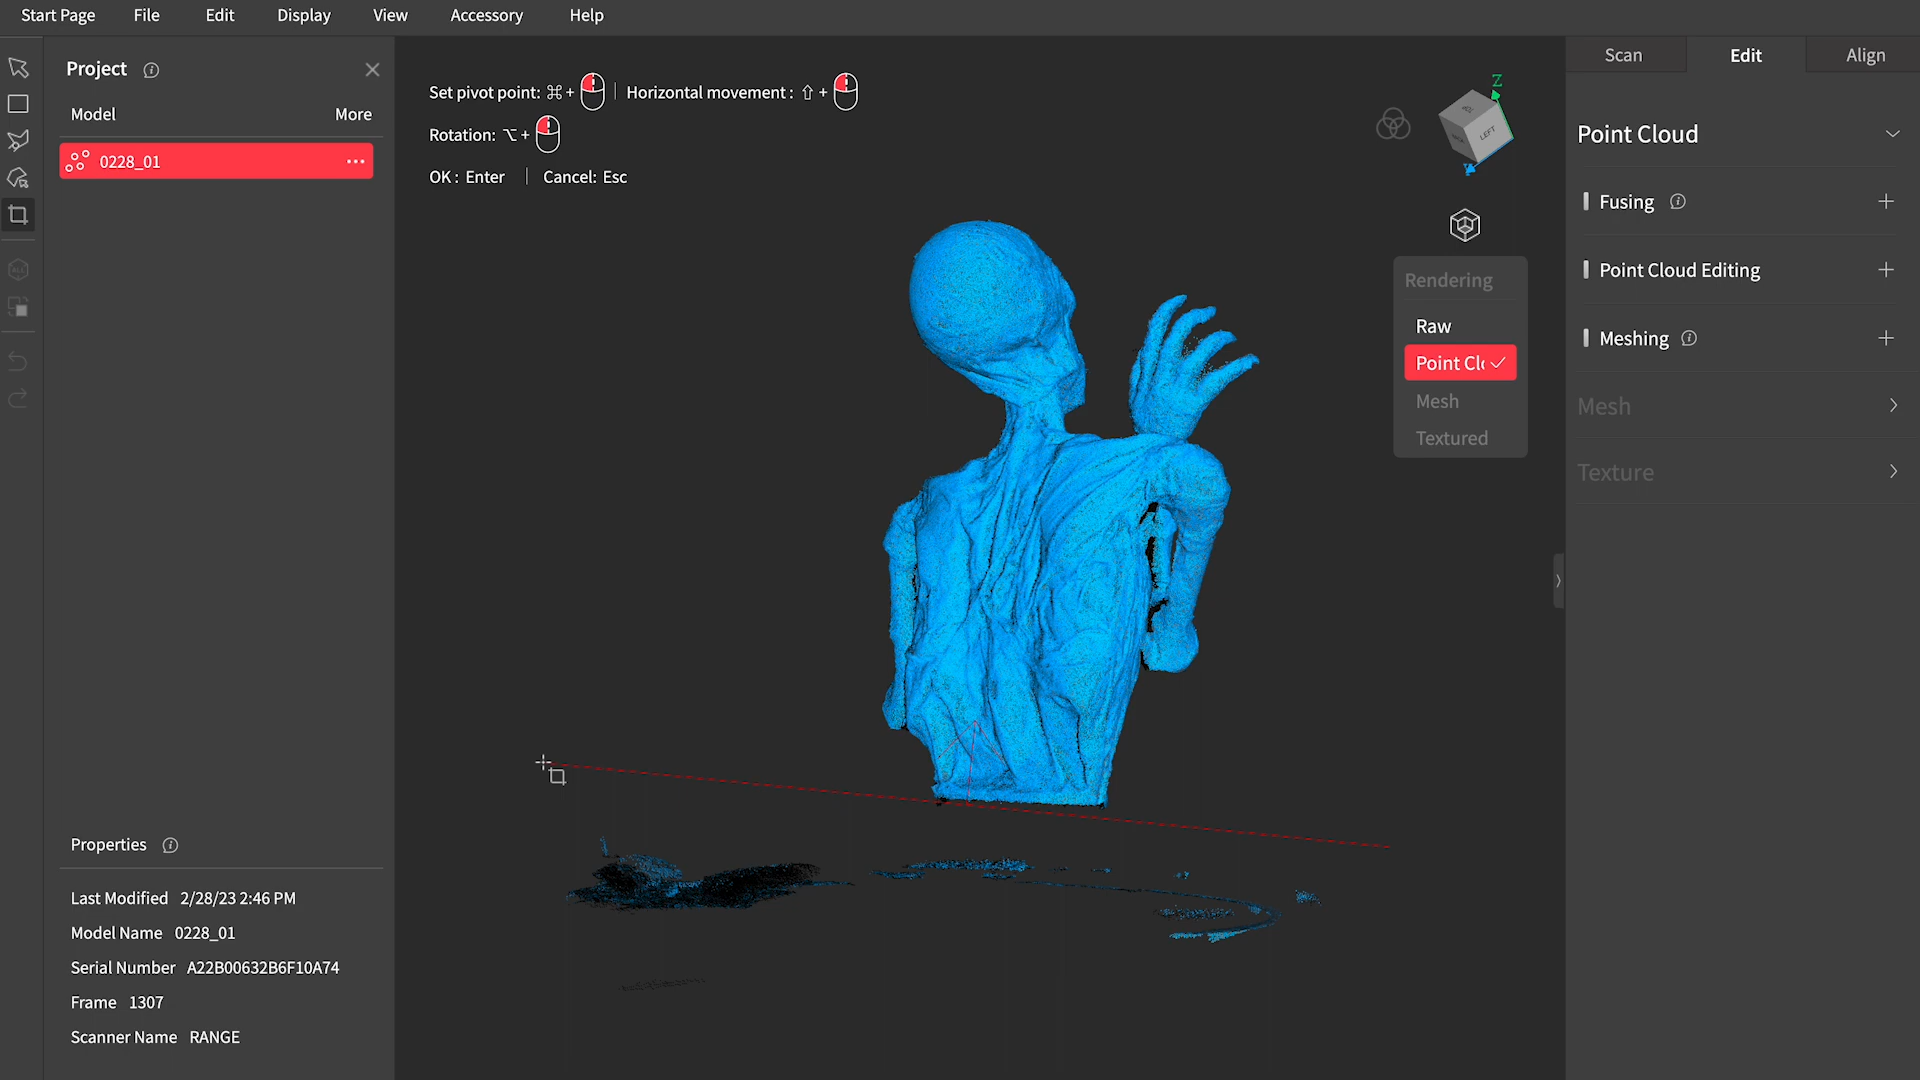 Start Page File Edit Display View Accessory Help
Project
Model More
0228_01
Set pivot point: ⌘ + | Horizontal movement : ⇧ +
Rotation: ⌥ +
OK : Enter | Cancel: Esc
Z
LEFT
Rendering
Raw
Point Cl
Mesh
Textured
Scan Edit Align
Point Cloud
Fusing
Point Cloud Editing
Meshing
Mesh
Texture
Properties
Last Modified 2/28/23 2:46 PM
Model Name 0228_01
Serial Number A22B00632B6F10A74
Frame 1307
Scanner Name RANGE